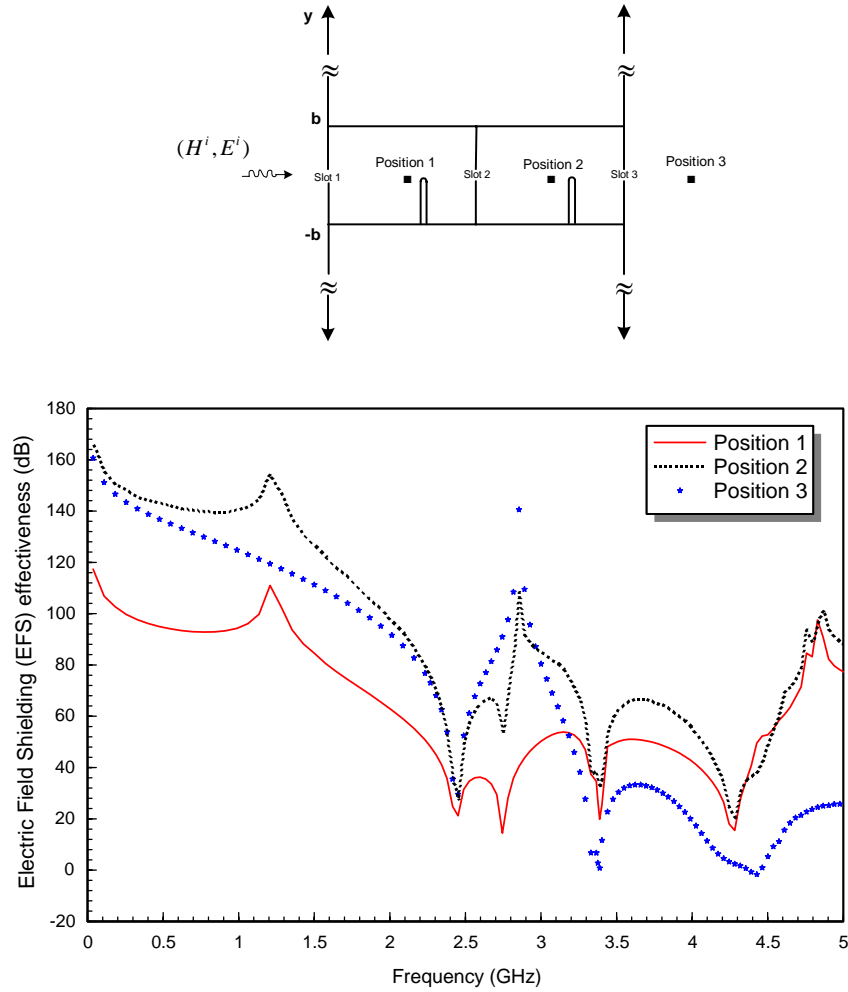 y
b
(H^i, E^i)
Position 1
Position 2
Position 3
Slot 1
Slot 2
Slot 3
-b
180
160
140
120
100
80
60
40
20
0
-20
Electric Field Shielding (EFS) effectiveness (dB)
Position 1
Position 2
Position 3
0 0.5 1 1.5 2 2.5 3 3.5 4 4.5 5
Frequency (GHz)